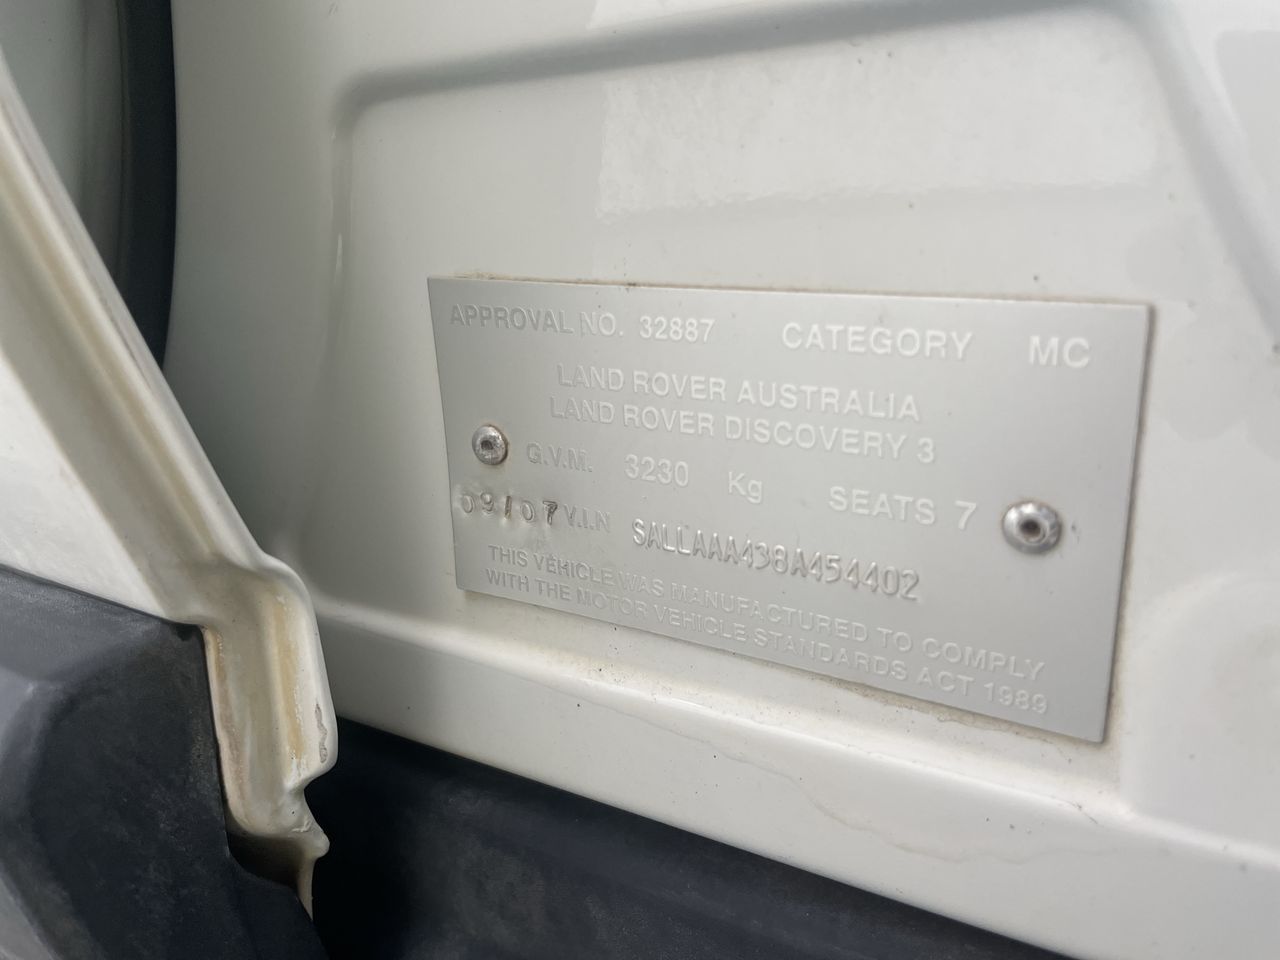 APPROVAL NO. 32887 CATEGORY MC
LAND ROVER AUSTRALIA
LAND ROVER DISCOVERY 3
G.V.M. 3230 Kg SEATS 7
09/07 V.I.N SALLAAA438A454402
THIS VEHICLE WAS MANUFACTURED TO COMPLY
WITH THE MOTOR VEHICLE STANDARDS ACT 1989